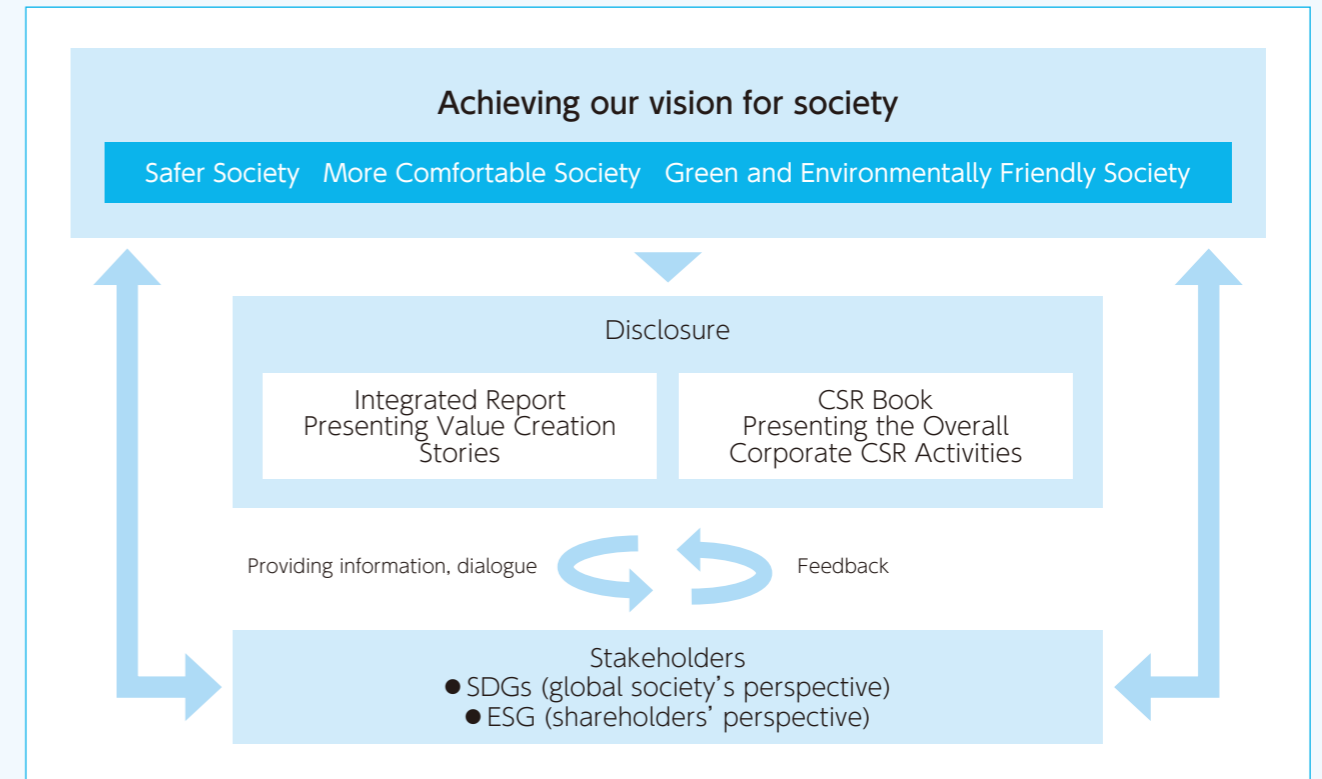 Achieving our vision for society
Safer Society More Comfortable Society Green and Environmentally Friendly Society
Disclosure
Integrated Report
Presenting Value Creation
Stories
CSR Book
Presenting the Overall
Corporate CSR Activities
Providing information, dialogue
Feedback
Stakeholders
●SDGs (global society’s perspective)
●ESG (shareholders’ perspective)